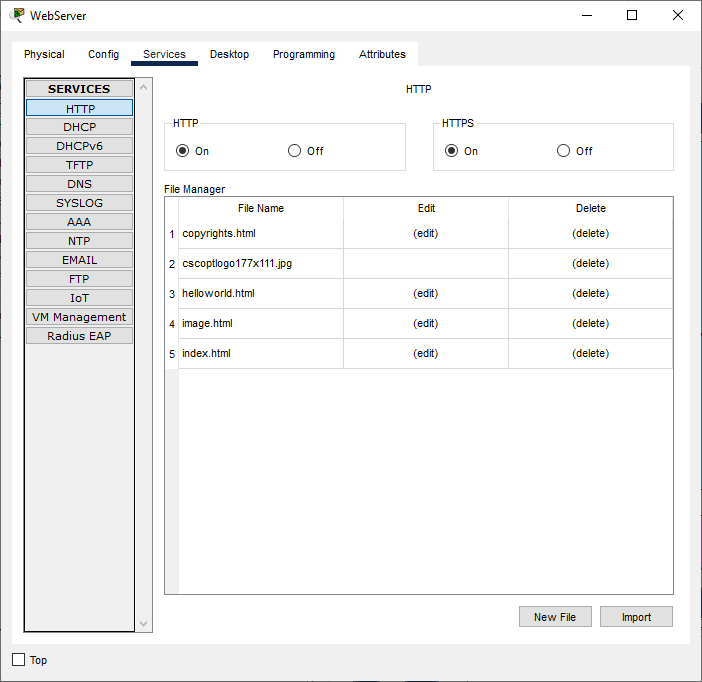 WebServer
Physical Config Services Desktop Programming Attributes
SERVICES
HTTP
DHCP
DHCPv6
TFTP
DNS
SYSLOG
AAA
NTP
EMAIL
FTP
IoT
VM Management
Radius EAP
HTTP
HTTP
On Off
HTTPS
On Off
File Manager
File Name Edit Delete
1 copyrights.html (edit) (delete)
2 cscoptlogo177x111.jpg (delete)
3 helloworld.html (edit) (delete)
4 image.html (edit) (delete)
5 index.html (edit) (delete)
New File Import
Top